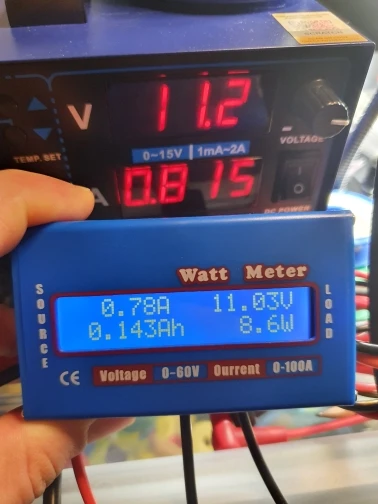 V
11.2
VOLTAGE
TEMP. SET
0~15V | 1mA~2A
A
0.815
DC POWER
Watt Meter
SOURCE
0.78A 11.03V
0.143Ah 8.6W
LOAD
CE Voltage 0-60V Ourrent 0-100A